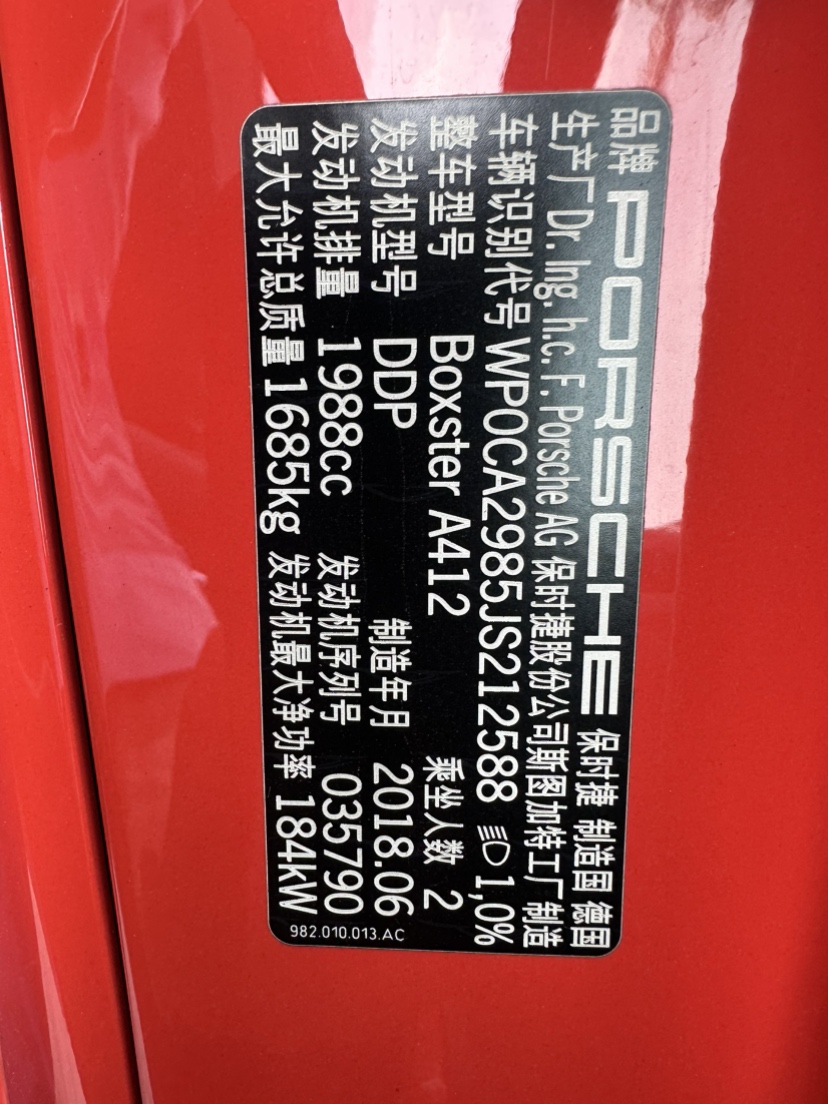 品牌 PORSCHE 保时捷 制造国 德国
生产厂 Dr. Ing. h.c. F. Porsche AG 保时捷股份公司斯图加特工厂 制造
车辆识别代号 WP0CA2985JS212588 1,0%
整车型号 Boxster A412 乘坐人数 2
发动机型号 DDP 制造年月 2018.06
发动机排量 1988cc 发动机序列号 035790
最大允许总质量 1685kg 发动机最大净功率 184kW
982.010.013.AC